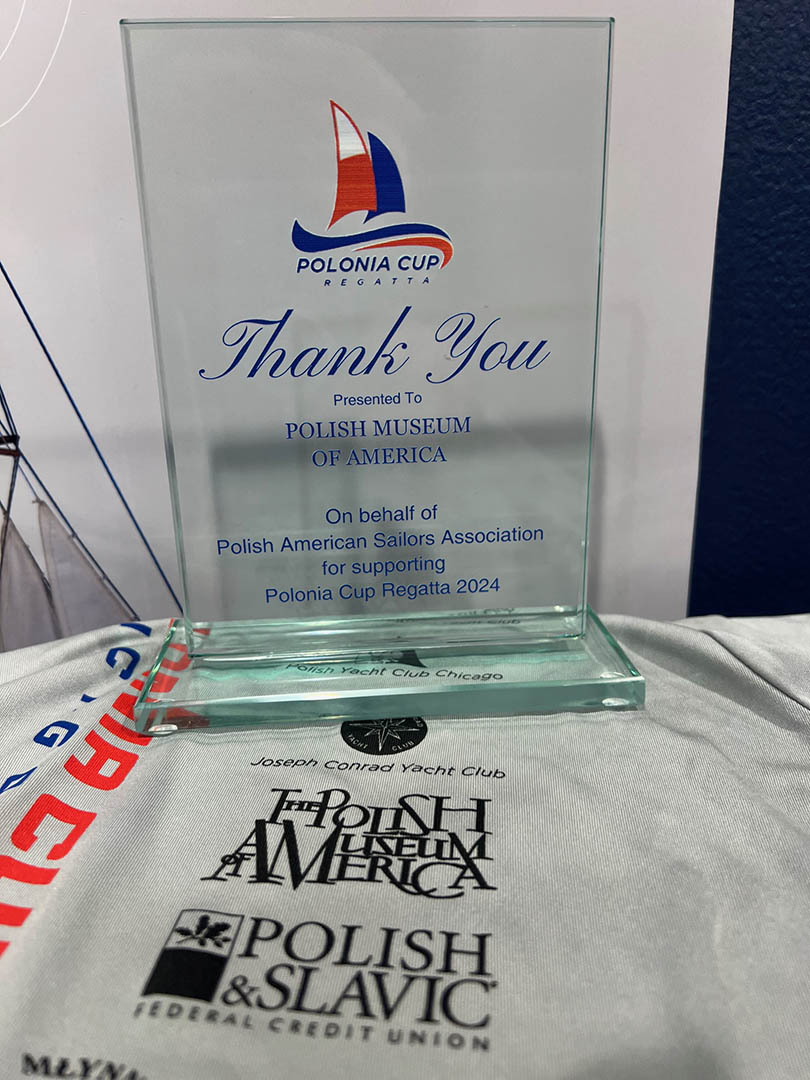 POLONIA CUP
REGATTA
Thank You
Presented To
POLISH MUSEUM
OF AMERICA
On behalf of
Polish American Sailors Association
for supporting
Polonia Cup Regatta 2024
Polish Yacht Club Chicago
YACHT CLUB
Joseph Conrad Yacht Club
THE POLISH
MUSEUM
OF AMERICA
POLISH
&SLAVIC
FEDERAL CREDIT UNION